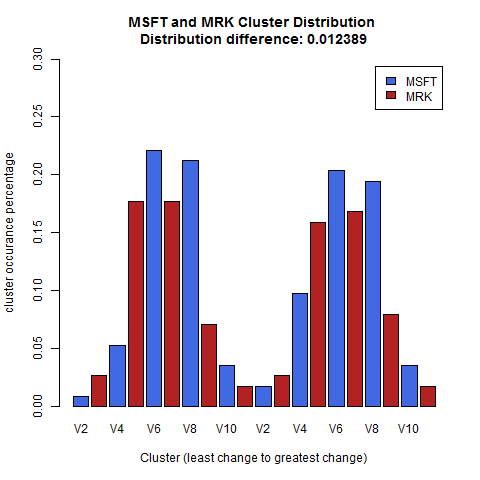 MSFT and MRK Cluster Distribution
Distribution difference: 0.012389
MSFT
MRK
cluster occurance percentage
0.30
0.25
0.20
0.15
0.10
0.05
0.00
V2 V4 V6 V8 V10 V2 V4 V6 V8 V10
Cluster (least change to greatest change)